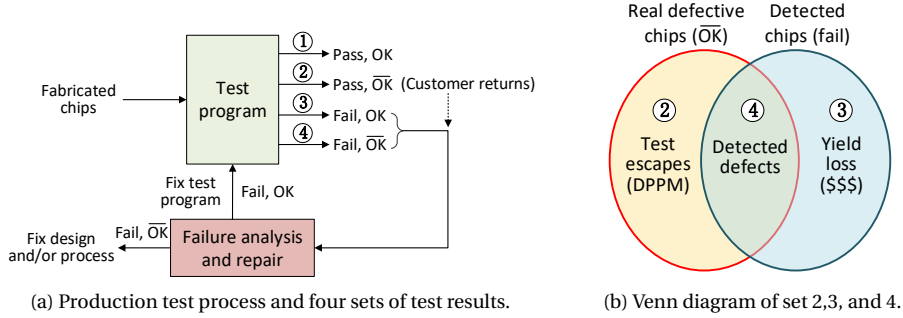 Fabricated
chips
Test
program
①
Pass, OK
②
Pass, O̅K̅
(Customer returns)
③
Fail, OK
④
Fail, O̅K̅
Fix test
program
Fail, OK
Fail, O̅K̅
Fix design
and/or process
Failure analysis
and repair
(a) Production test process and four sets of test results.
Real defective
chips (O̅K̅)
Detected
chips (fail)
②
Test
escapes
(DPPM)
④
Detected
defects
③
Yield
loss
($$$)
(b) Venn diagram of set 2,3, and 4.